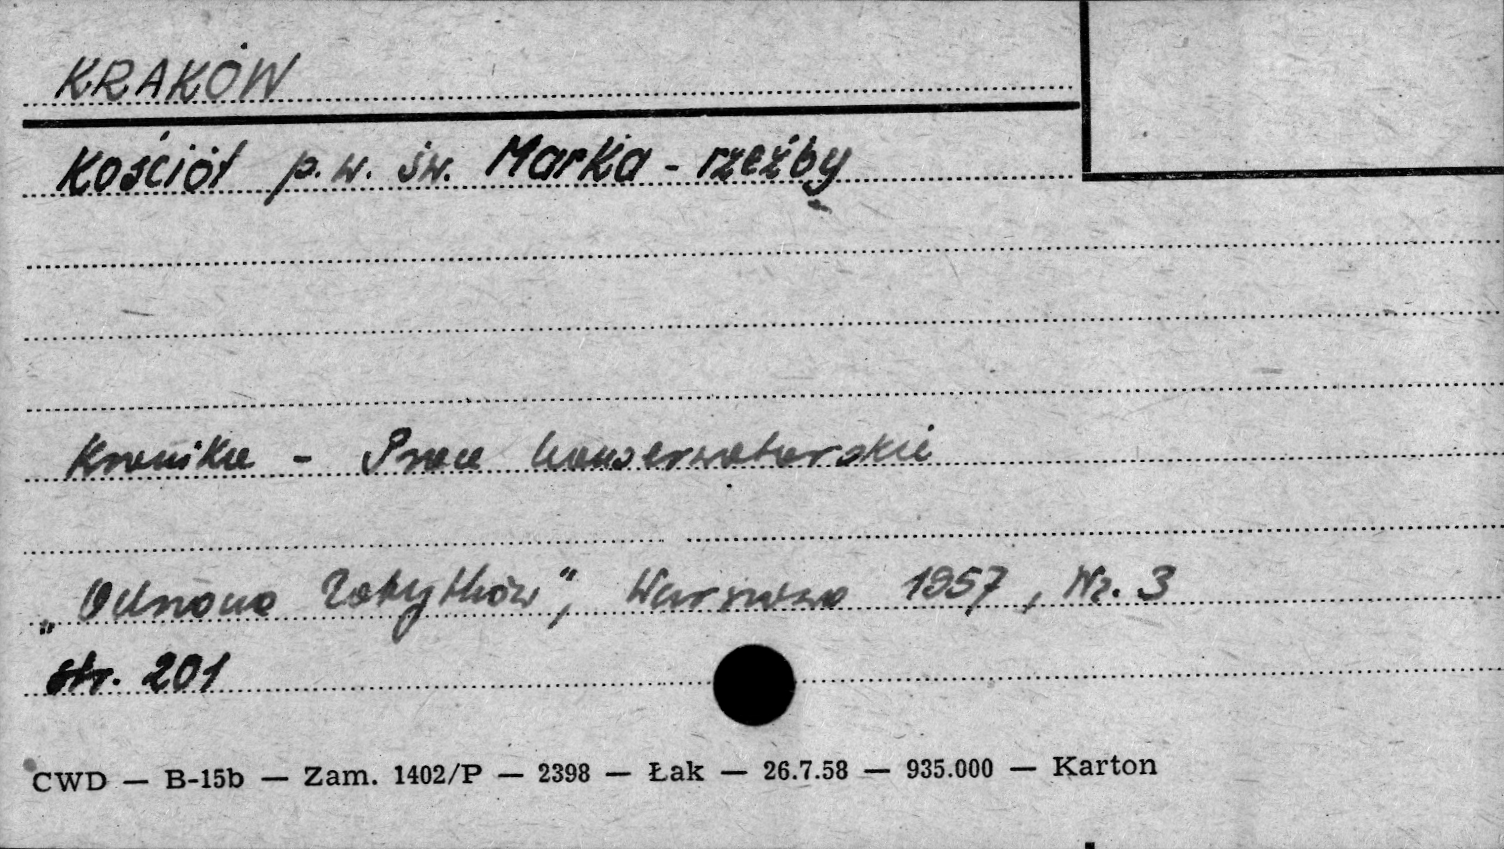 KRAKÓW
Kościół p.w. św. Marka - rzeźby
Kronika - Prace konserwatorskie
„Ochrona Zabytków", Warszawa 1957, Nr. 3
str. 201
CWD — B-15b — Zam. 1402/P — 2398 — Łak — 26.7.58 — 935.000 — Karton